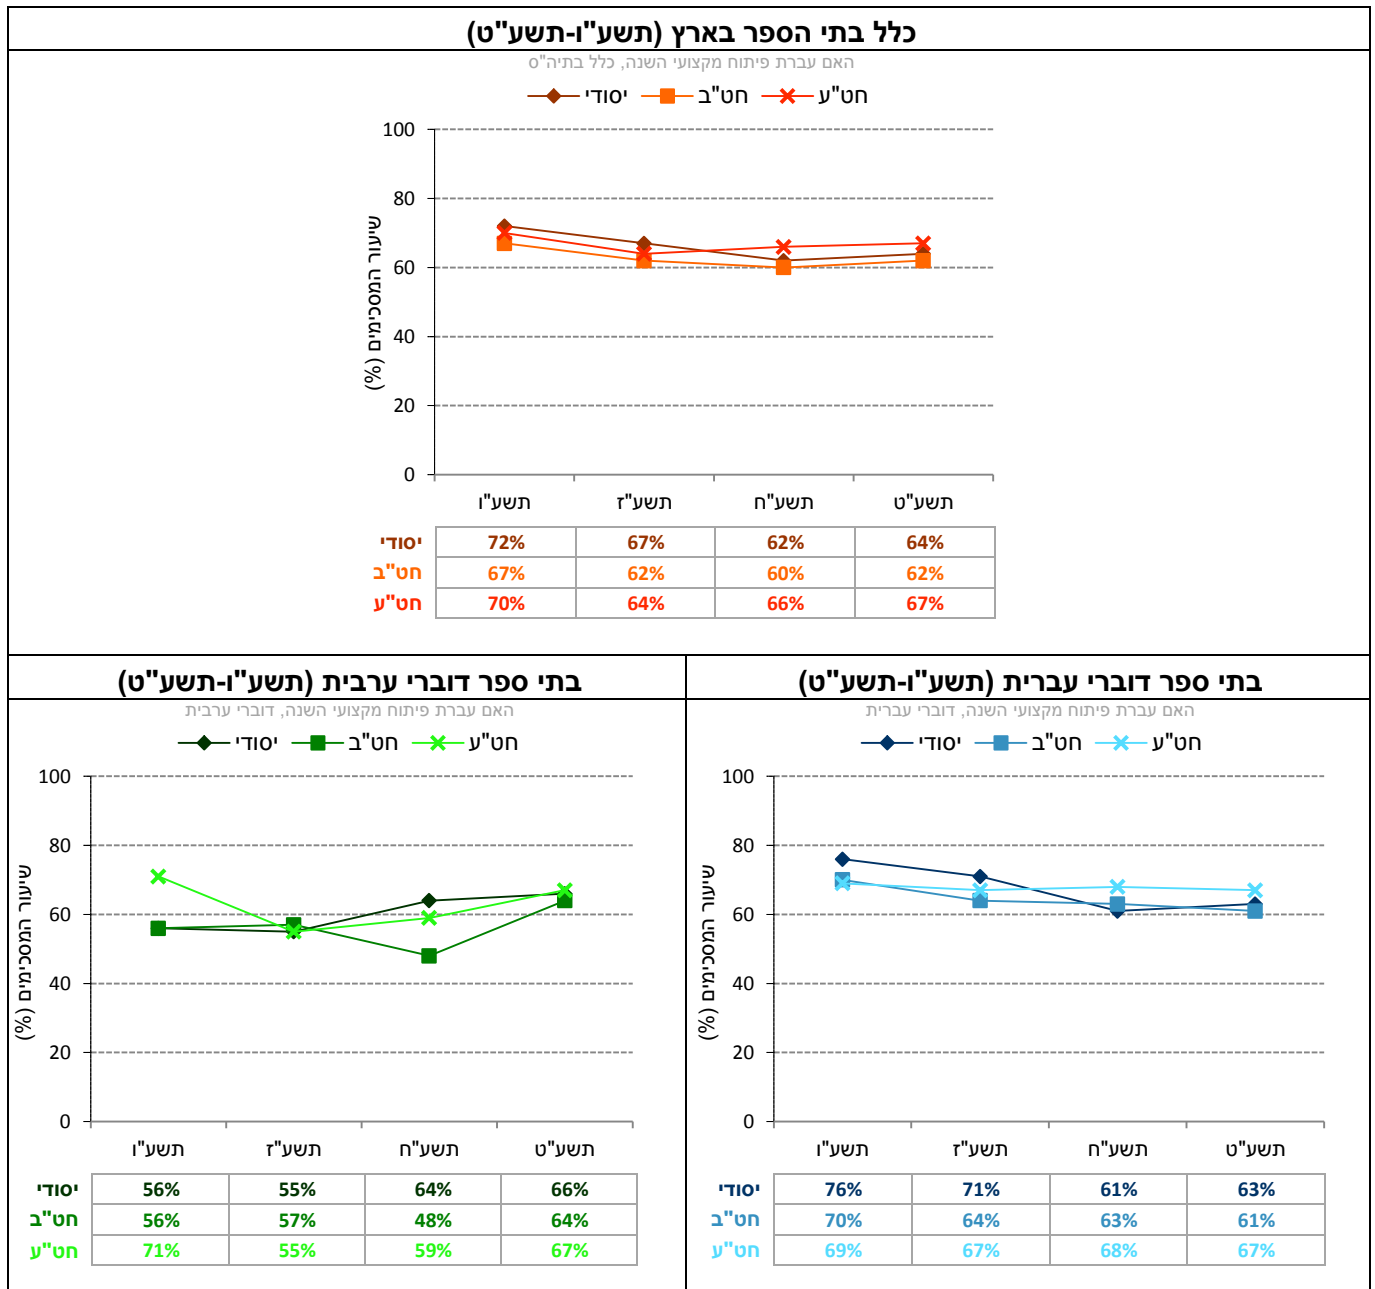 כלל בתי הספר בארץ (תשע"ו-תשע"ט)
האם עברת פיתוח מקצועי השנה, כלל בתיה"ס
יסודי חט"ב חט"ע
שיעור המסכימים (%)
100
80
60
40
20
0
תשע"ו תשע"ז תשע"ח תשע"ט
יסודי 72% 67% 62% 64%
חט"ב 67% 62% 60% 62%
חט"ע 70% 64% 66% 67%
בתי ספר דוברי עברית (תשע"ו-תשע"ט)
האם עברת פיתוח מקצועי השנה, דוברי עברית
יסודי חט"ב חט"ע
שיעור המסכימים (%)
100
80
60
40
20
0
תשע"ו תשע"ז תשע"ח תשע"ט
יסודי 76% 71% 61% 63%
חט"ב 70% 64% 63% 61%
חט"ע 69% 67% 68% 67%
בתי ספר דוברי ערבית (תשע"ו-תשע"ט)
האם עברת פיתוח מקצועי השנה, דוברי ערבית
יסודי חט"ב חט"ע
שיעור המסכימים (%)
100
80
60
40
20
0
תשע"ו תשע"ז תשע"ח תשע"ט
יסודי 56% 55% 64% 66%
חט"ב 56% 57% 48% 64%
חט"ע 71% 55% 59% 67%